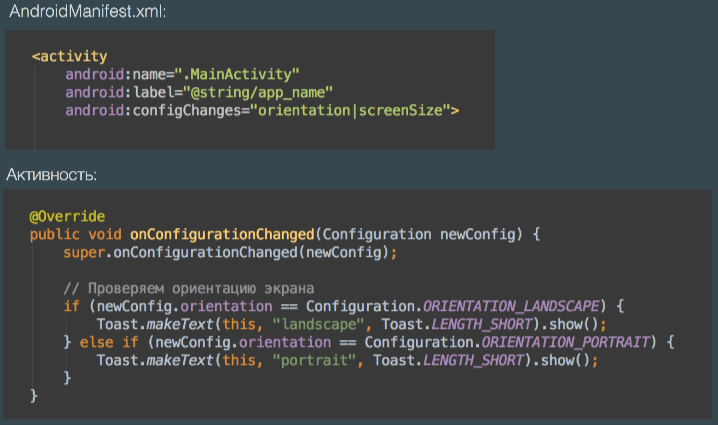 AndroidManifest.xml:
<activity
android:name=".MainActivity"
android:label="@string/app_name"
android:configChanges="orientation|screenSize">
Активность:
@Override
public void onConfigurationChanged(Configuration newConfig) {
super.onConfigurationChanged(newConfig);
// Проверяем ориентацию экрана
if (newConfig.orientation == Configuration.ORIENTATION_LANDSCAPE) {
Toast.makeText(this, "landscape", Toast.LENGTH_SHORT).show();
} else if (newConfig.orientation == Configuration.ORIENTATION_PORTRAIT) {
Toast.makeText(this, "portrait", Toast.LENGTH_SHORT).show();
}
}